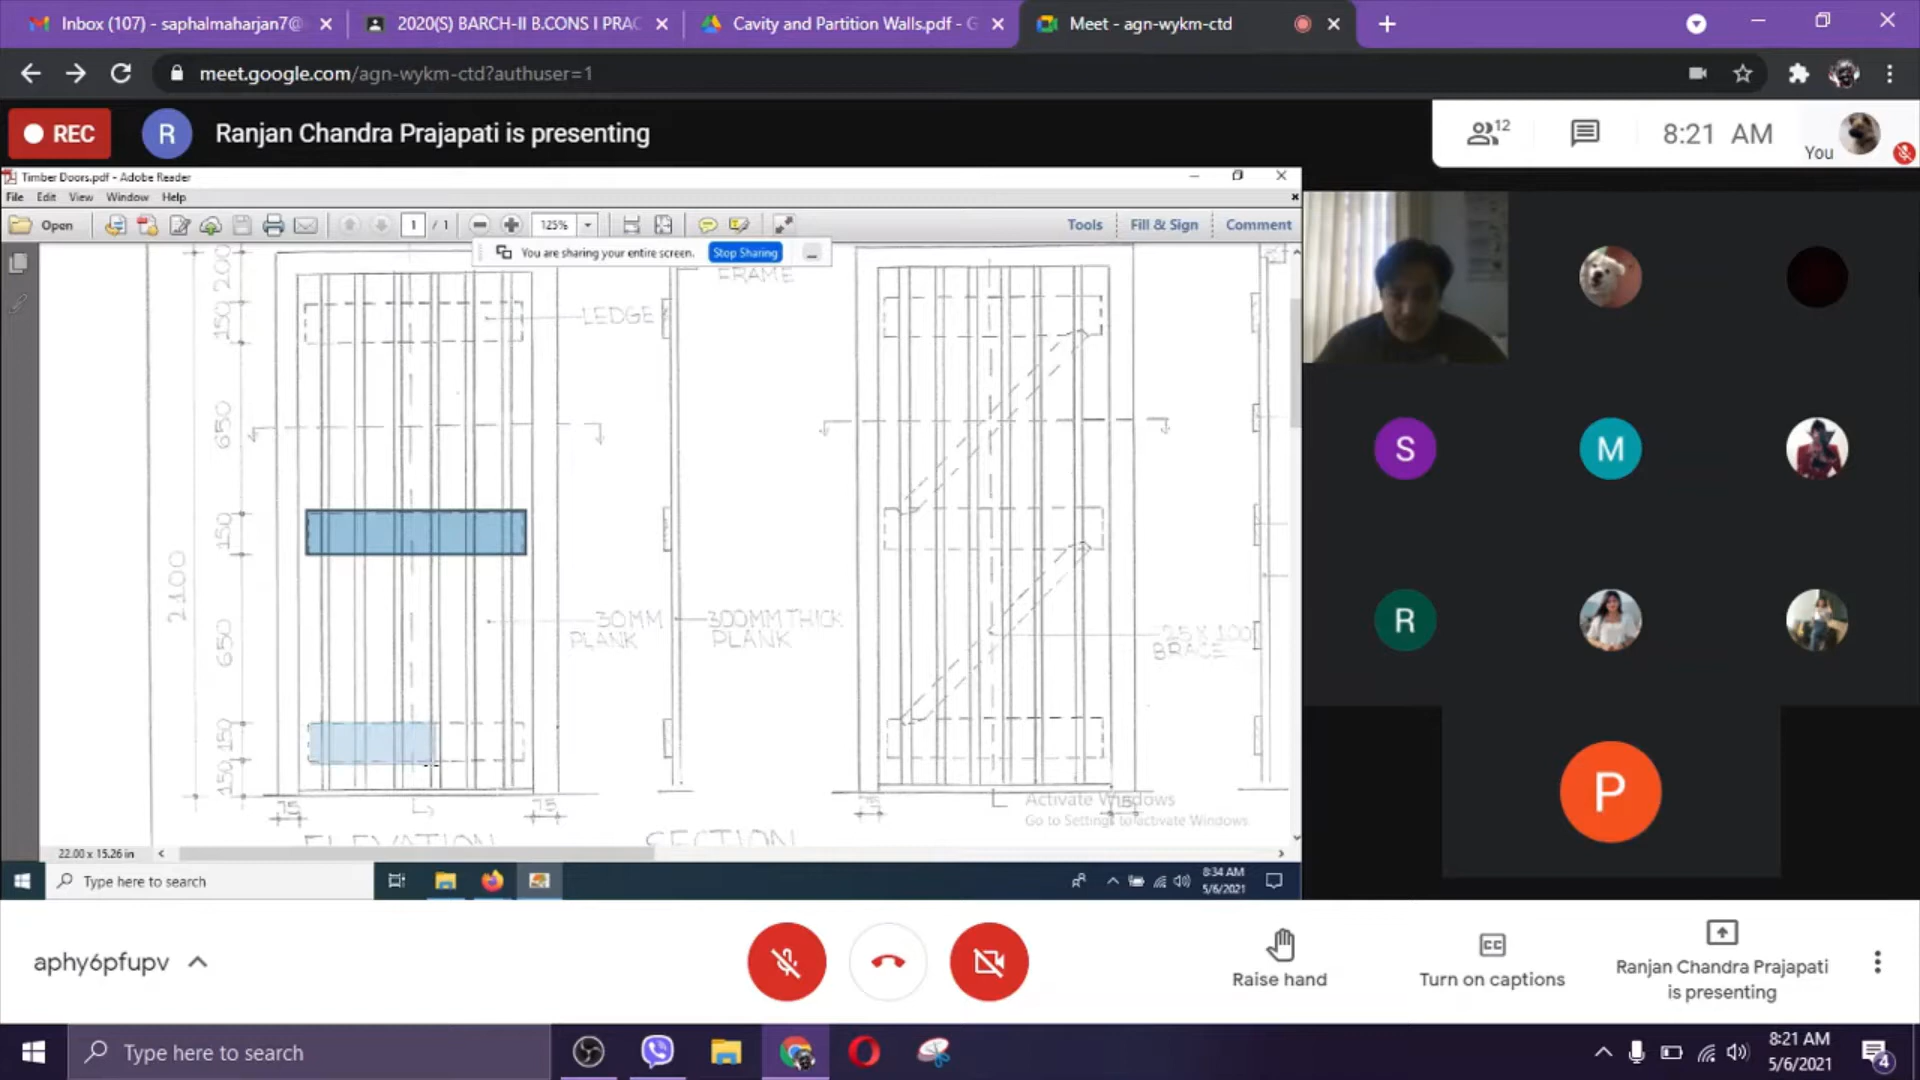 Inbox (107) - saphalmaharjan7@
2020(S) BARCH-II B.CONS I PRAC
Cavity and Partition Walls.pdf - G
Meet - agn-wykm-ctd
meet.google.com/agn-wykm-ctd?authuser=1
REC
R
Ranjan Chandra Prajapati is presenting
12
8:21 AM
You
Timber Doors.pdf - Adobe Reader
File Edit View Window Help
Open
1 / 1
125%
Tools
Fill & Sign
Comment
You are sharing your entire screen.
Stop Sharing
FRAME
200
150
LEDGE
650
150
2100
30MM
PLANK
300MM THICK
PLANK
650
25 X 100
BRACE
150
150
75
75
75
75
ELEVATION
SECTION
Activate Windows
Go to Settings to activate Windows.
22.00 x 15.26 in
Type here to search
8:34 AM
5/6/2021
S
M
R
P
aphy6pfupv
Raise hand
Turn on captions
Ranjan Chandra Prajapati
is presenting
Type here to search
8:21 AM
5/6/2021
4